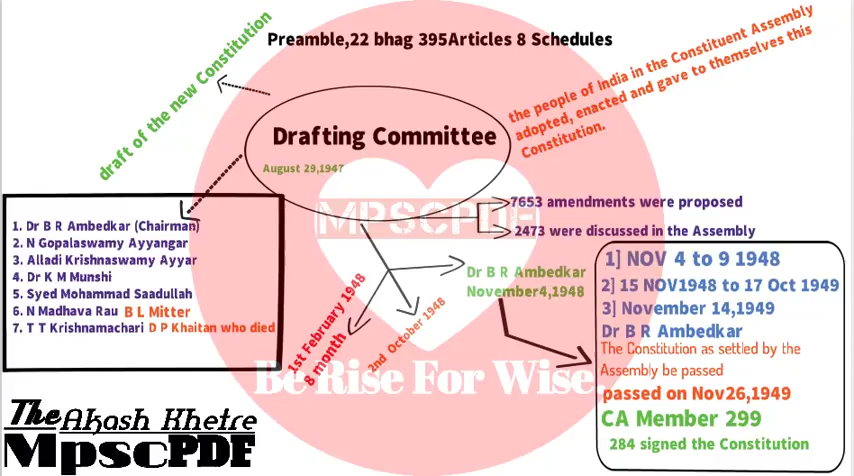 Preamble,22 bhag 395Articles 8 Schedules
draft of the new Constitution
the people of India in the Constituent Assembly
adopted, enacted and gave to themselves this
Constitution.
Drafting Committee
August 29,1947
MPSCPDF
7653 amendments were proposed
2473 were discussed in the Assembly
1. Dr B R Ambedkar (Chairman)
2. N Gopalaswamy Ayyangar
3. Alladi Krishnaswamy Ayyar
4. Dr K M Munshi
5. Syed Mohammad Saadullah
6. N Madhava Rau B L Mitter
7. T T Krishnamachari D P Khaitan who died
1st February 1948
8 month
2nd October 1948
Dr B R Ambedkar
November4,1948
1] NOV 4 to 9 1948
2] 15 NOV1948 to 17 Oct 1949
3] November 14,1949
Dr B R Ambedkar
The Constitution as settled by the
Assembly be passed
passed on Nov26,1949
CA Member 299
284 signed the Constitution
Be Rise For Wise.
The Akash Khetre
MpscPDF